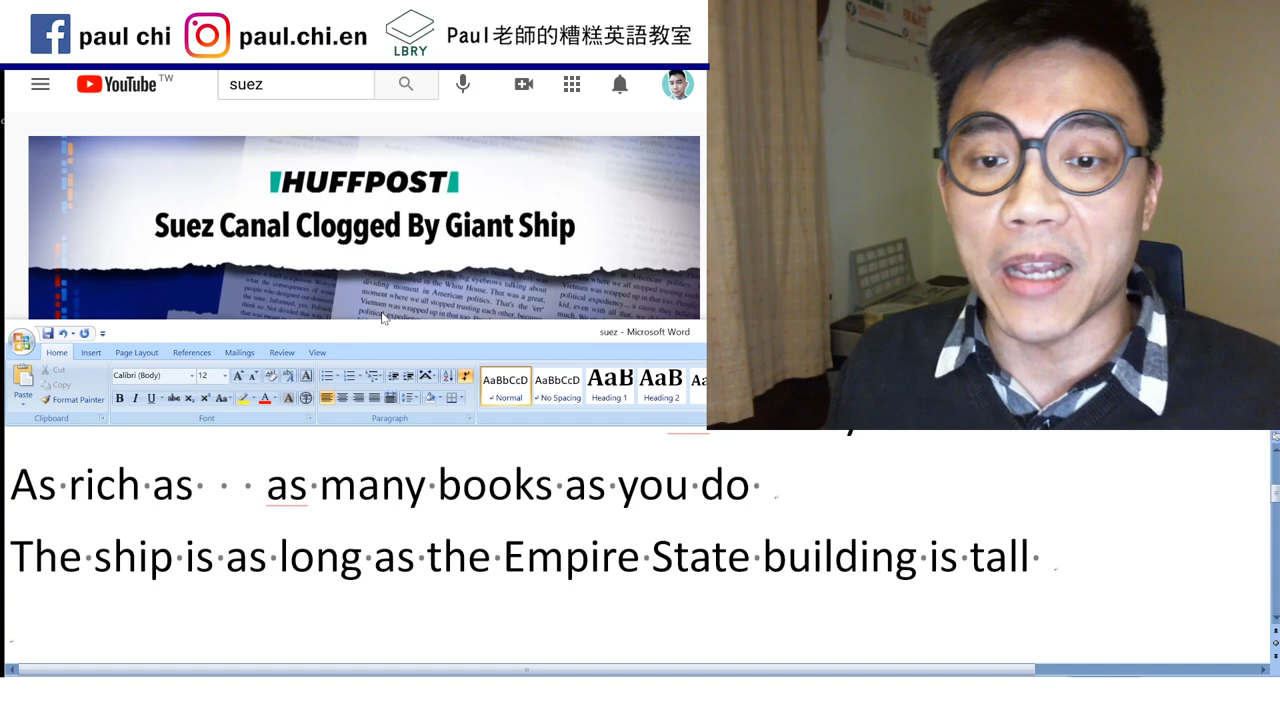 paul chi paul.chi.en LBRY Paul老師的糟糕英語教室
YouTube TW suez
HUFFPOST
Suez Canal Clogged By Giant Ship
suez - Microsoft Word
Home Insert Page Layout References Mailings Review View
Paste Cut Copy Format Painter
Calibri (Body) 12
AaBbCcD AaBbCcD AaB AaB
Normal No Spacing Heading 1 Heading 2
Clipboard Font Paragraph
As rich as as many books as you do
The ship is as long as the Empire State building is tall